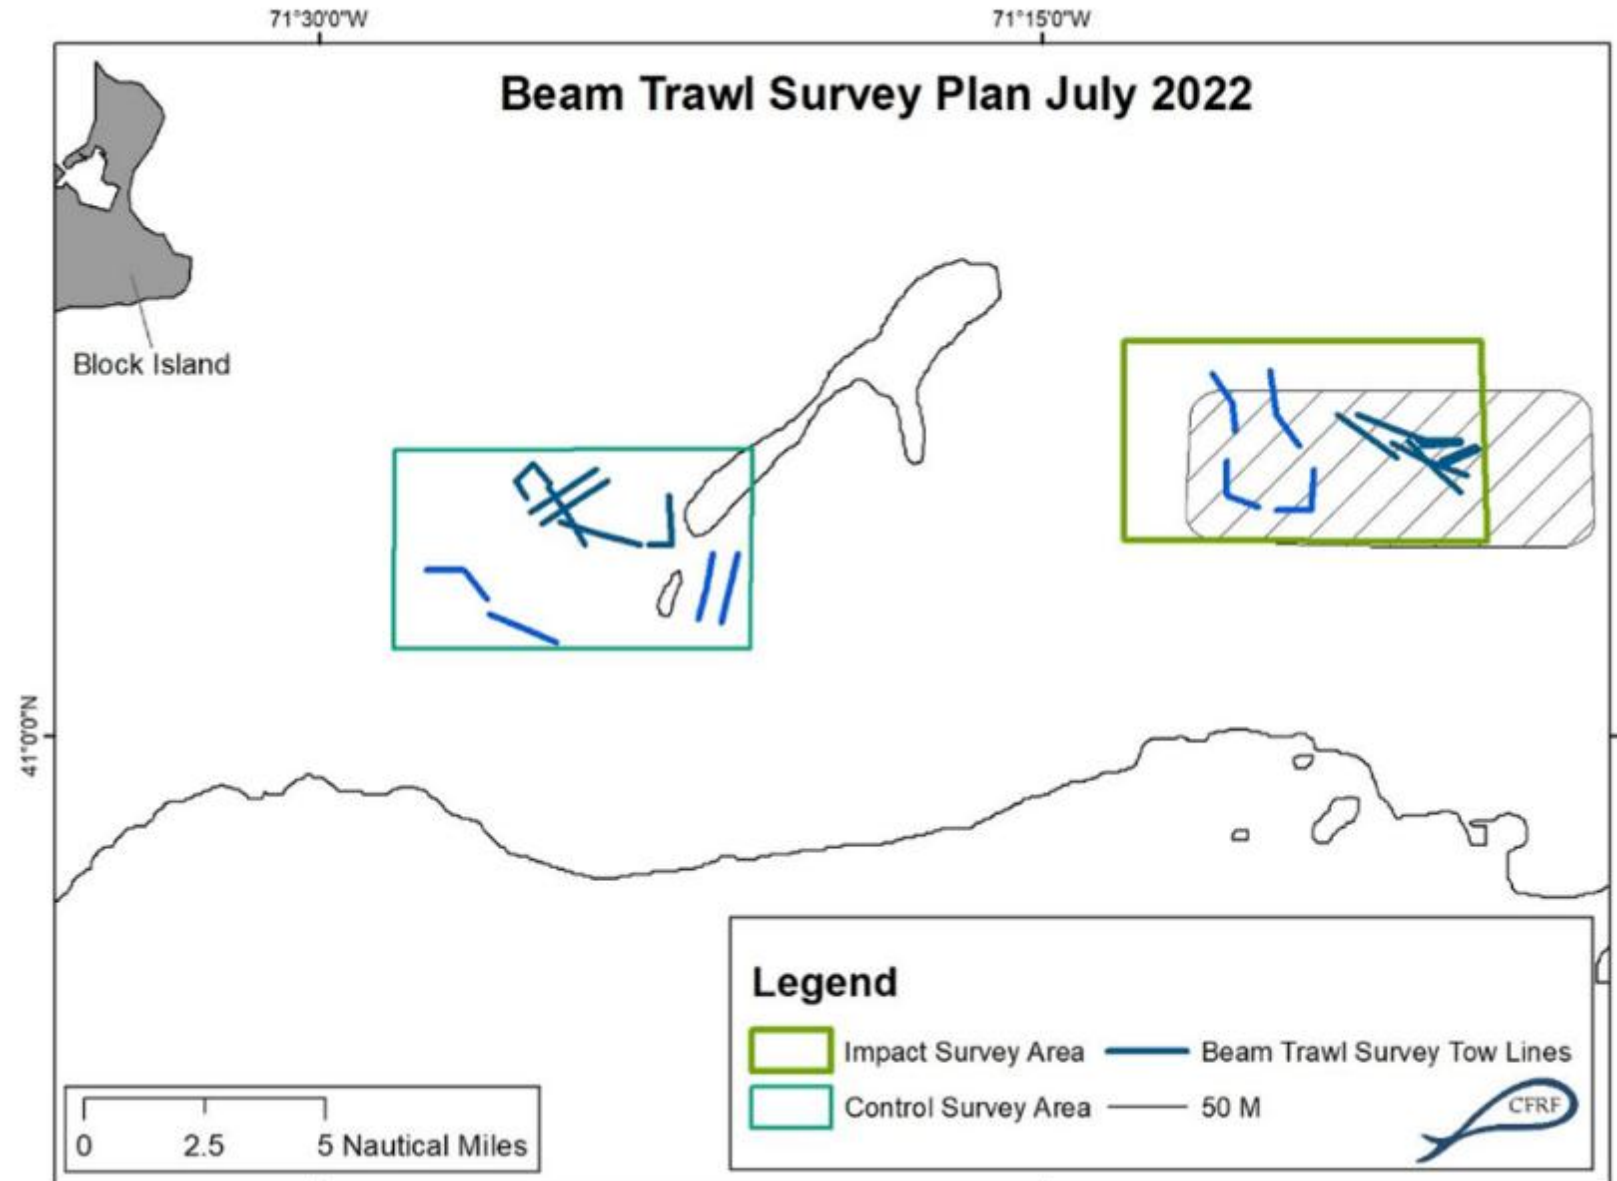 71°30'0"W 71°15'0"W
Beam Trawl Survey Plan July 2022
Block Island
41°0'0"N
Legend
Impact Survey Area Beam Trawl Survey Tow Lines
Control Survey Area 50 M
CFRF
0 2.5 5 Nautical Miles